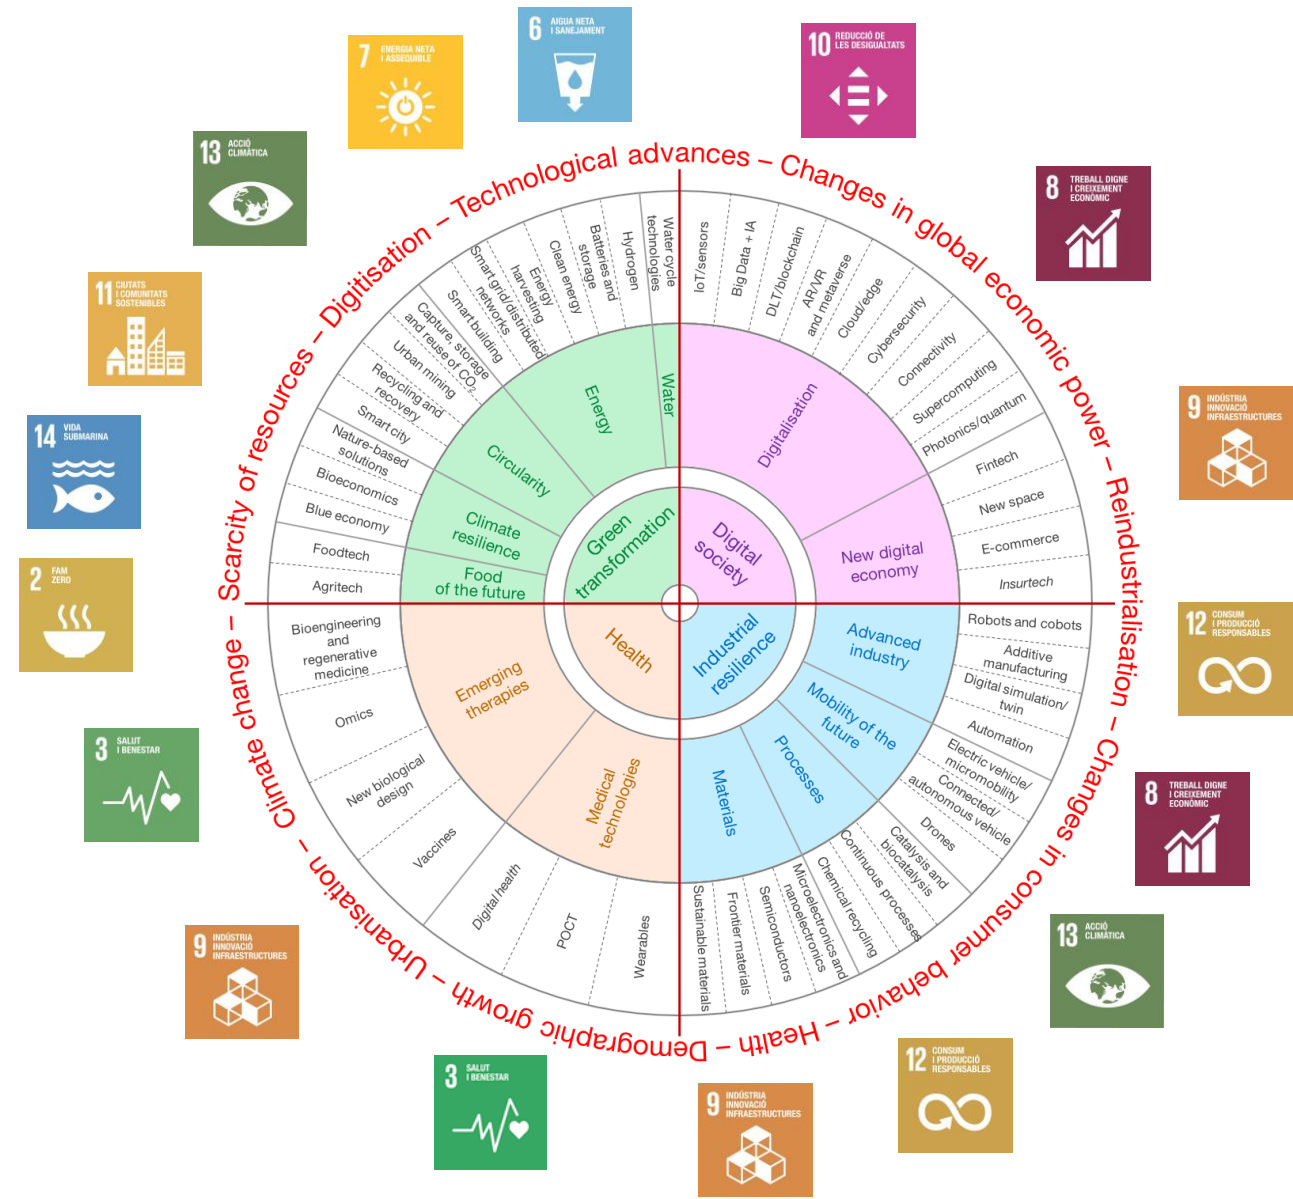 6
AIGUA NETA
I SANEJAMENT
10
REDUCCIÓ DE
LES DESIGUALTATS
7
ENERGIA NETA
I ASSEQUIBLE
13
ACCIÓ
CLIMÀTICA
8
TREBALL DIGNE
I CREIXEMENT
ECONÒMIC
11
CIUTATS
I COMUNITATS
SOSTENIBLES
9
INDÚSTRIA
INNOVACIÓ
INFRAESTRUCTURES
14
VIDA
SUBMARINA
2
FAM
ZERO
12
CONSUM
I PRODUCCIÓ
RESPONSABLES
3
SALUT
I BENESTAR
8
TREBALL DIGNE
I CREIXEMENT
ECONÒMIC
9
INDÚSTRIA
INNOVACIÓ
INFRAESTRUCTURES
13
ACCIÓ
CLIMÀTICA
3
SALUT
I BENESTAR
9
INDÚSTRIA
INNOVACIÓ
INFRAESTRUCTURES
12
CONSUM
I PRODUCCIÓ
RESPONSABLES
Scarcity of resources – Digitisation – Technological advances – Changes in global economic power – Reindustrialisation – Changes in consumer behavior – Health – Demographic growth – Urbanisation – Climate change –
Green
transformation
Water
Water cycle
technologies
Energy
Hydrogen
Batteries and
storage
Clean energy
Energy
harvesting
Smart grid/distributed
networks
Smart building
Circularity
Capture, storage
and reuse of CO2
Urban mining
Recycling and
recovery
Smart city
Climate
resilience
Nature-based
solutions
Bioeconomics
Blue economy
Food
of the future
Foodtech
Agritech
Digital
society
Digitalisation
IoT/sensors
Big Data + IA
DLT/blockchain
AR/VR
and metaverse
Cloud/edge
Cybersecurity
Connectivity
Supercomputing
Photonics/quantum
New digital
economy
Fintech
New space
E-commerce
Insurtech
Industrial
resilience
Advanced
industry
Robots and cobots
Additive
manufacturing
Digital simulation/
twin
Automation
Mobility of the
future
Electric vehicle/
micromobility
Connected/
autonomous vehicle
Drones
Processes
Catalysis and
biocatalysis
Continuous processes
Chemical recycling
Materials
Microelectronics and
nanoelectronics
Semiconductors
Frontier materials
Sustainable materials
Health
Medical
technologies
Wearables
POCT
Digital health
Emerging
therapies
Vaccines
New biological
design
Omics
Bioengineering
and
regenerative
medicine